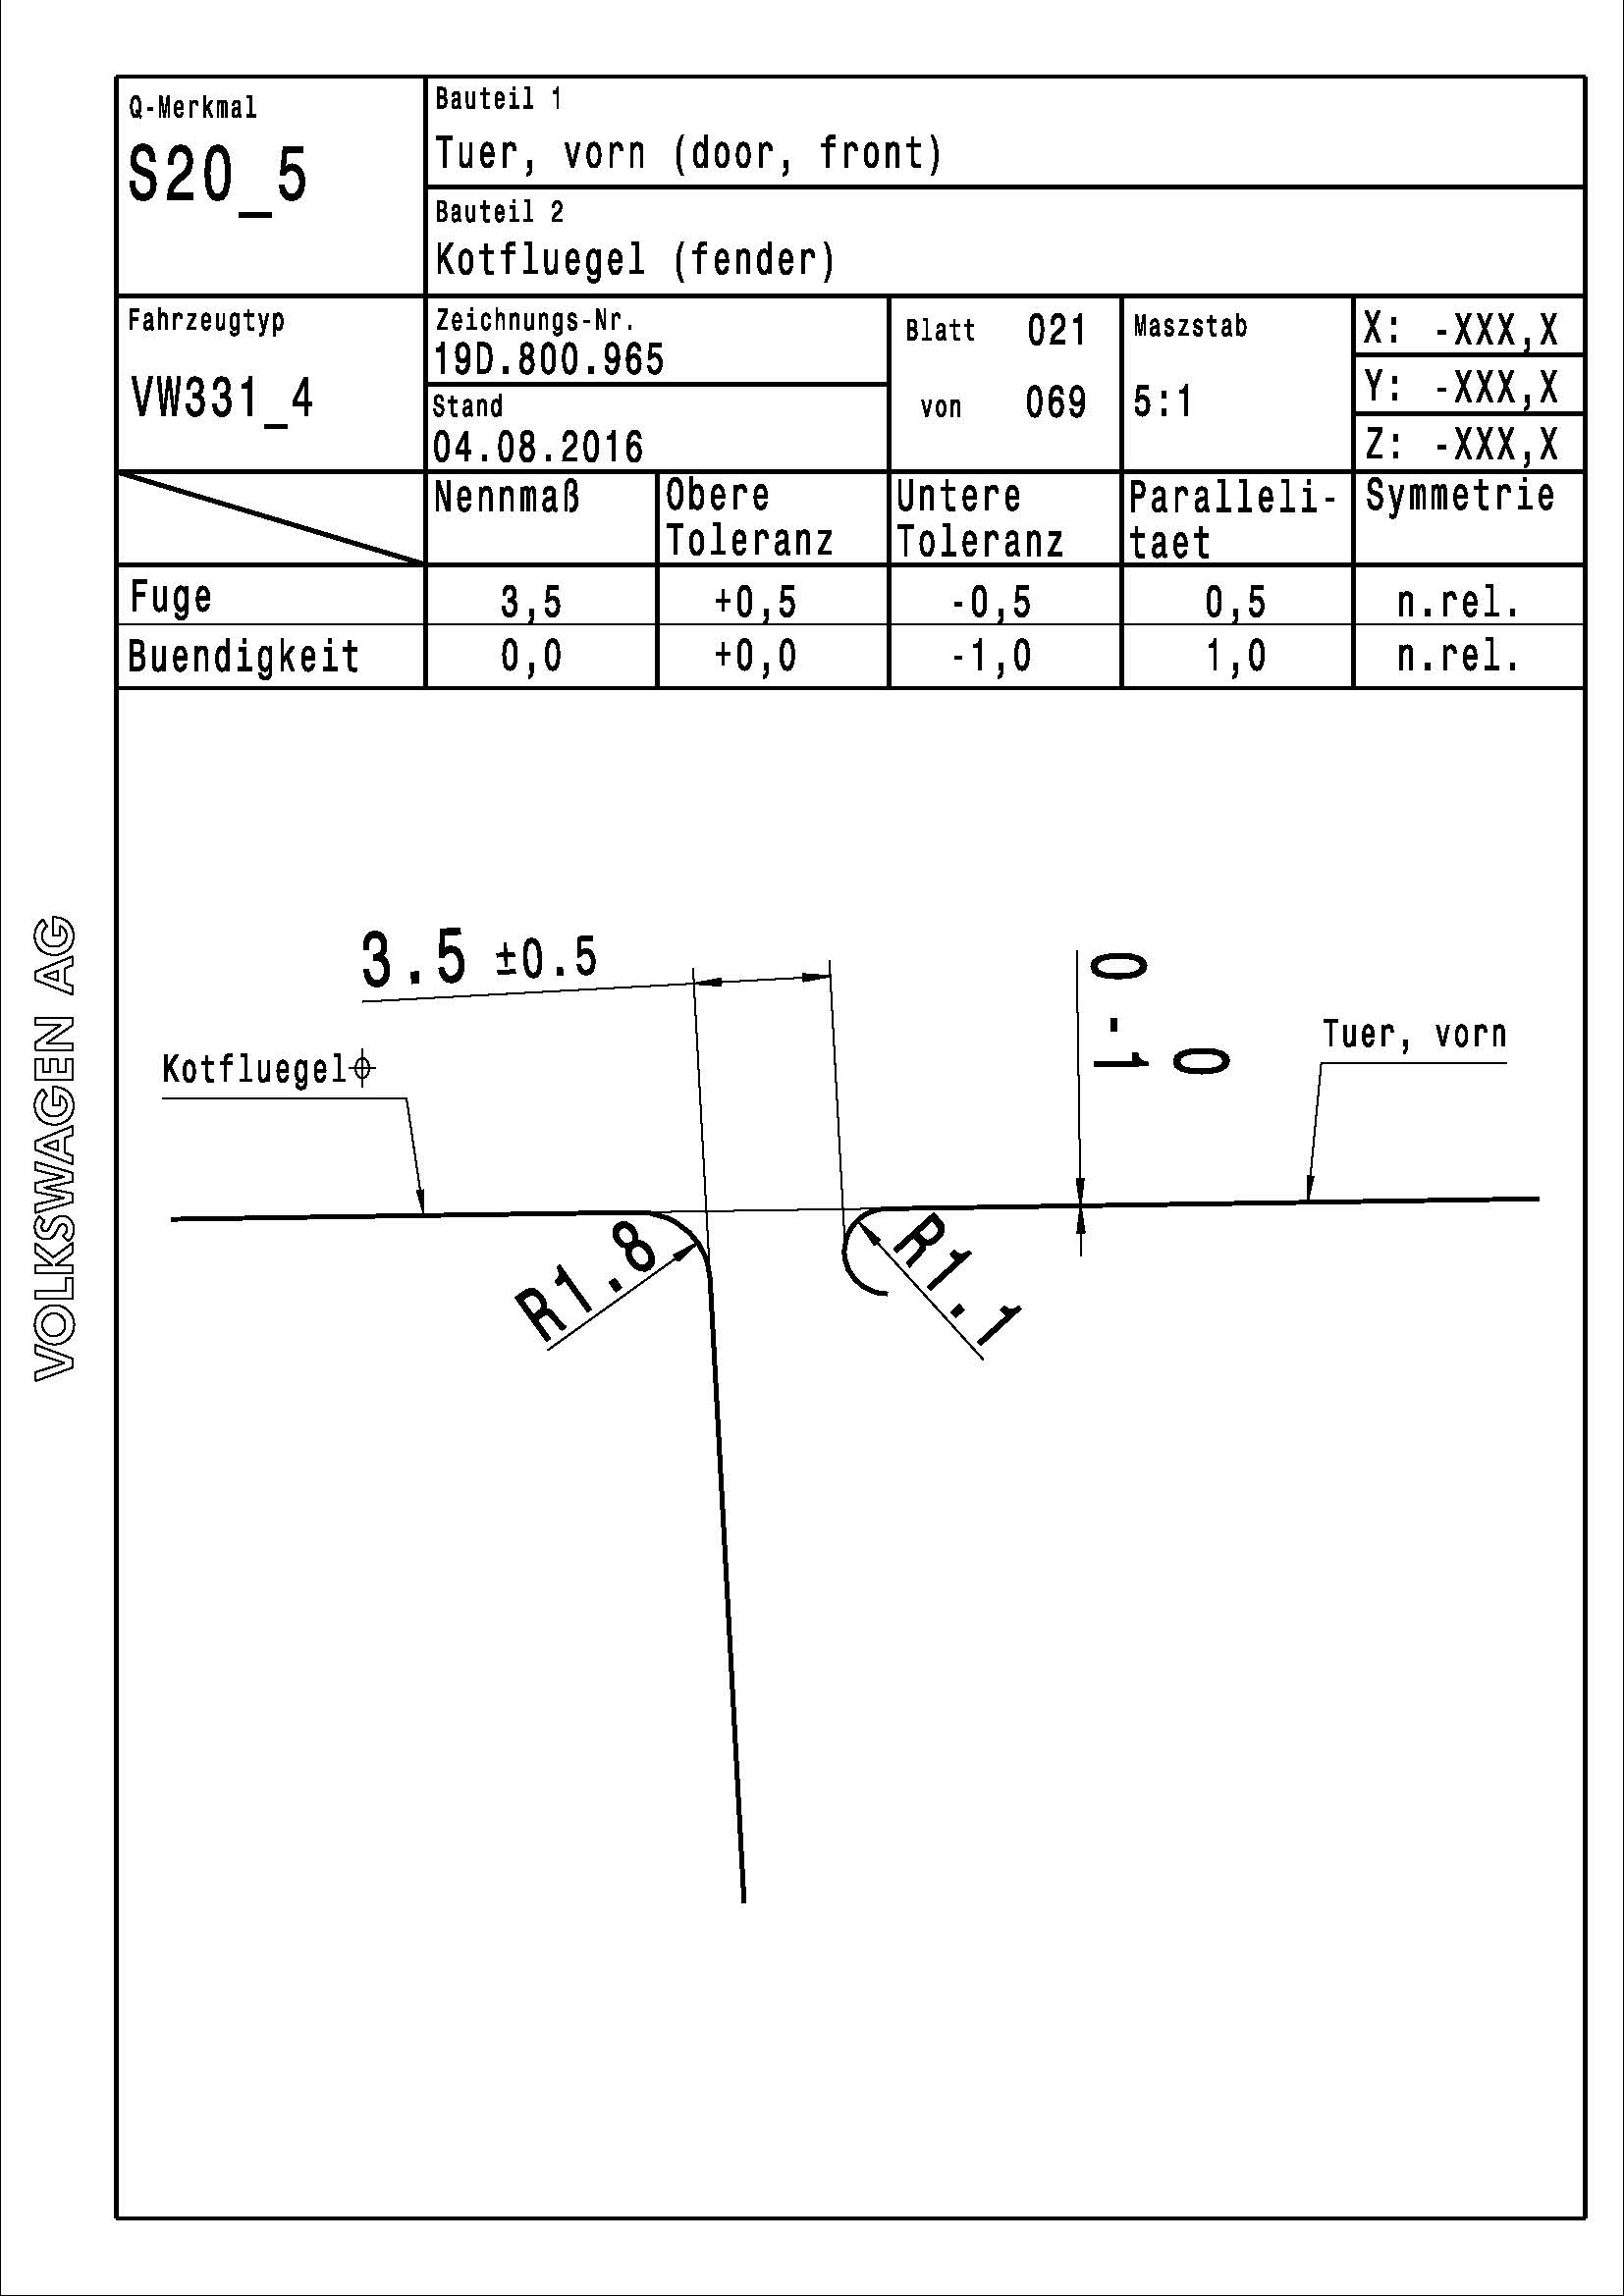 Q-Merkmal
S20_5
Bauteil 1
Tuer, vorn (door, front)
Bauteil 2
Kotfluegel (fender)
Fahrzeugtyp
VW331_4
Zeichnungs-Nr.
19D.800.965
Stand
04.08.2016
Blatt 021
von 069
Maszstab
5:1
X: -XXX,X
Y: -XXX,X
Z: -XXX,X
Nennmaß Obere Toleranz Untere Toleranz Paralleli-taet Symmetrie
Fuge 3,5 +0,5 -0,5 0,5 n.rel.
Buendigkeit 0,0 +0,0 -1,0 1,0 n.rel.
3.5 ±0.5
0
0 -1
Tuer, vorn
Kotfluegel
R1.8
R1.1
VOLKSWAGEN AG